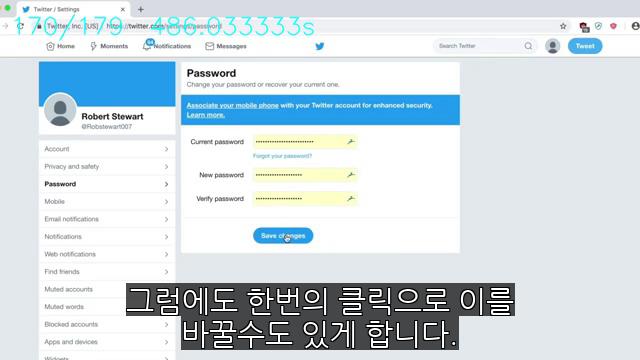 Twitter / Settings
170/179 486.033333s
Twitter, Inc. [US] https://twitter.com/settings/password
Home
Moments
Notifications
Messages
Search Twitter
Tweet
Robert Stewart
@Robstewart007
Account
Privacy and safety
Password
Mobile
Email notifications
Notifications
Web notifications
Find friends
Muted accounts
Muted words
Blocked accounts
Apps and devices
Widgets
Password
Change your password or recover your current one.
Associate your mobile phone with your Twitter account for enhanced security.
Learn more.
Current password
Forgot your password?
New password
Verify password
Save changes
그럼에도 한번의 클릭으로 이를
바꿀수도 있게 합니다.